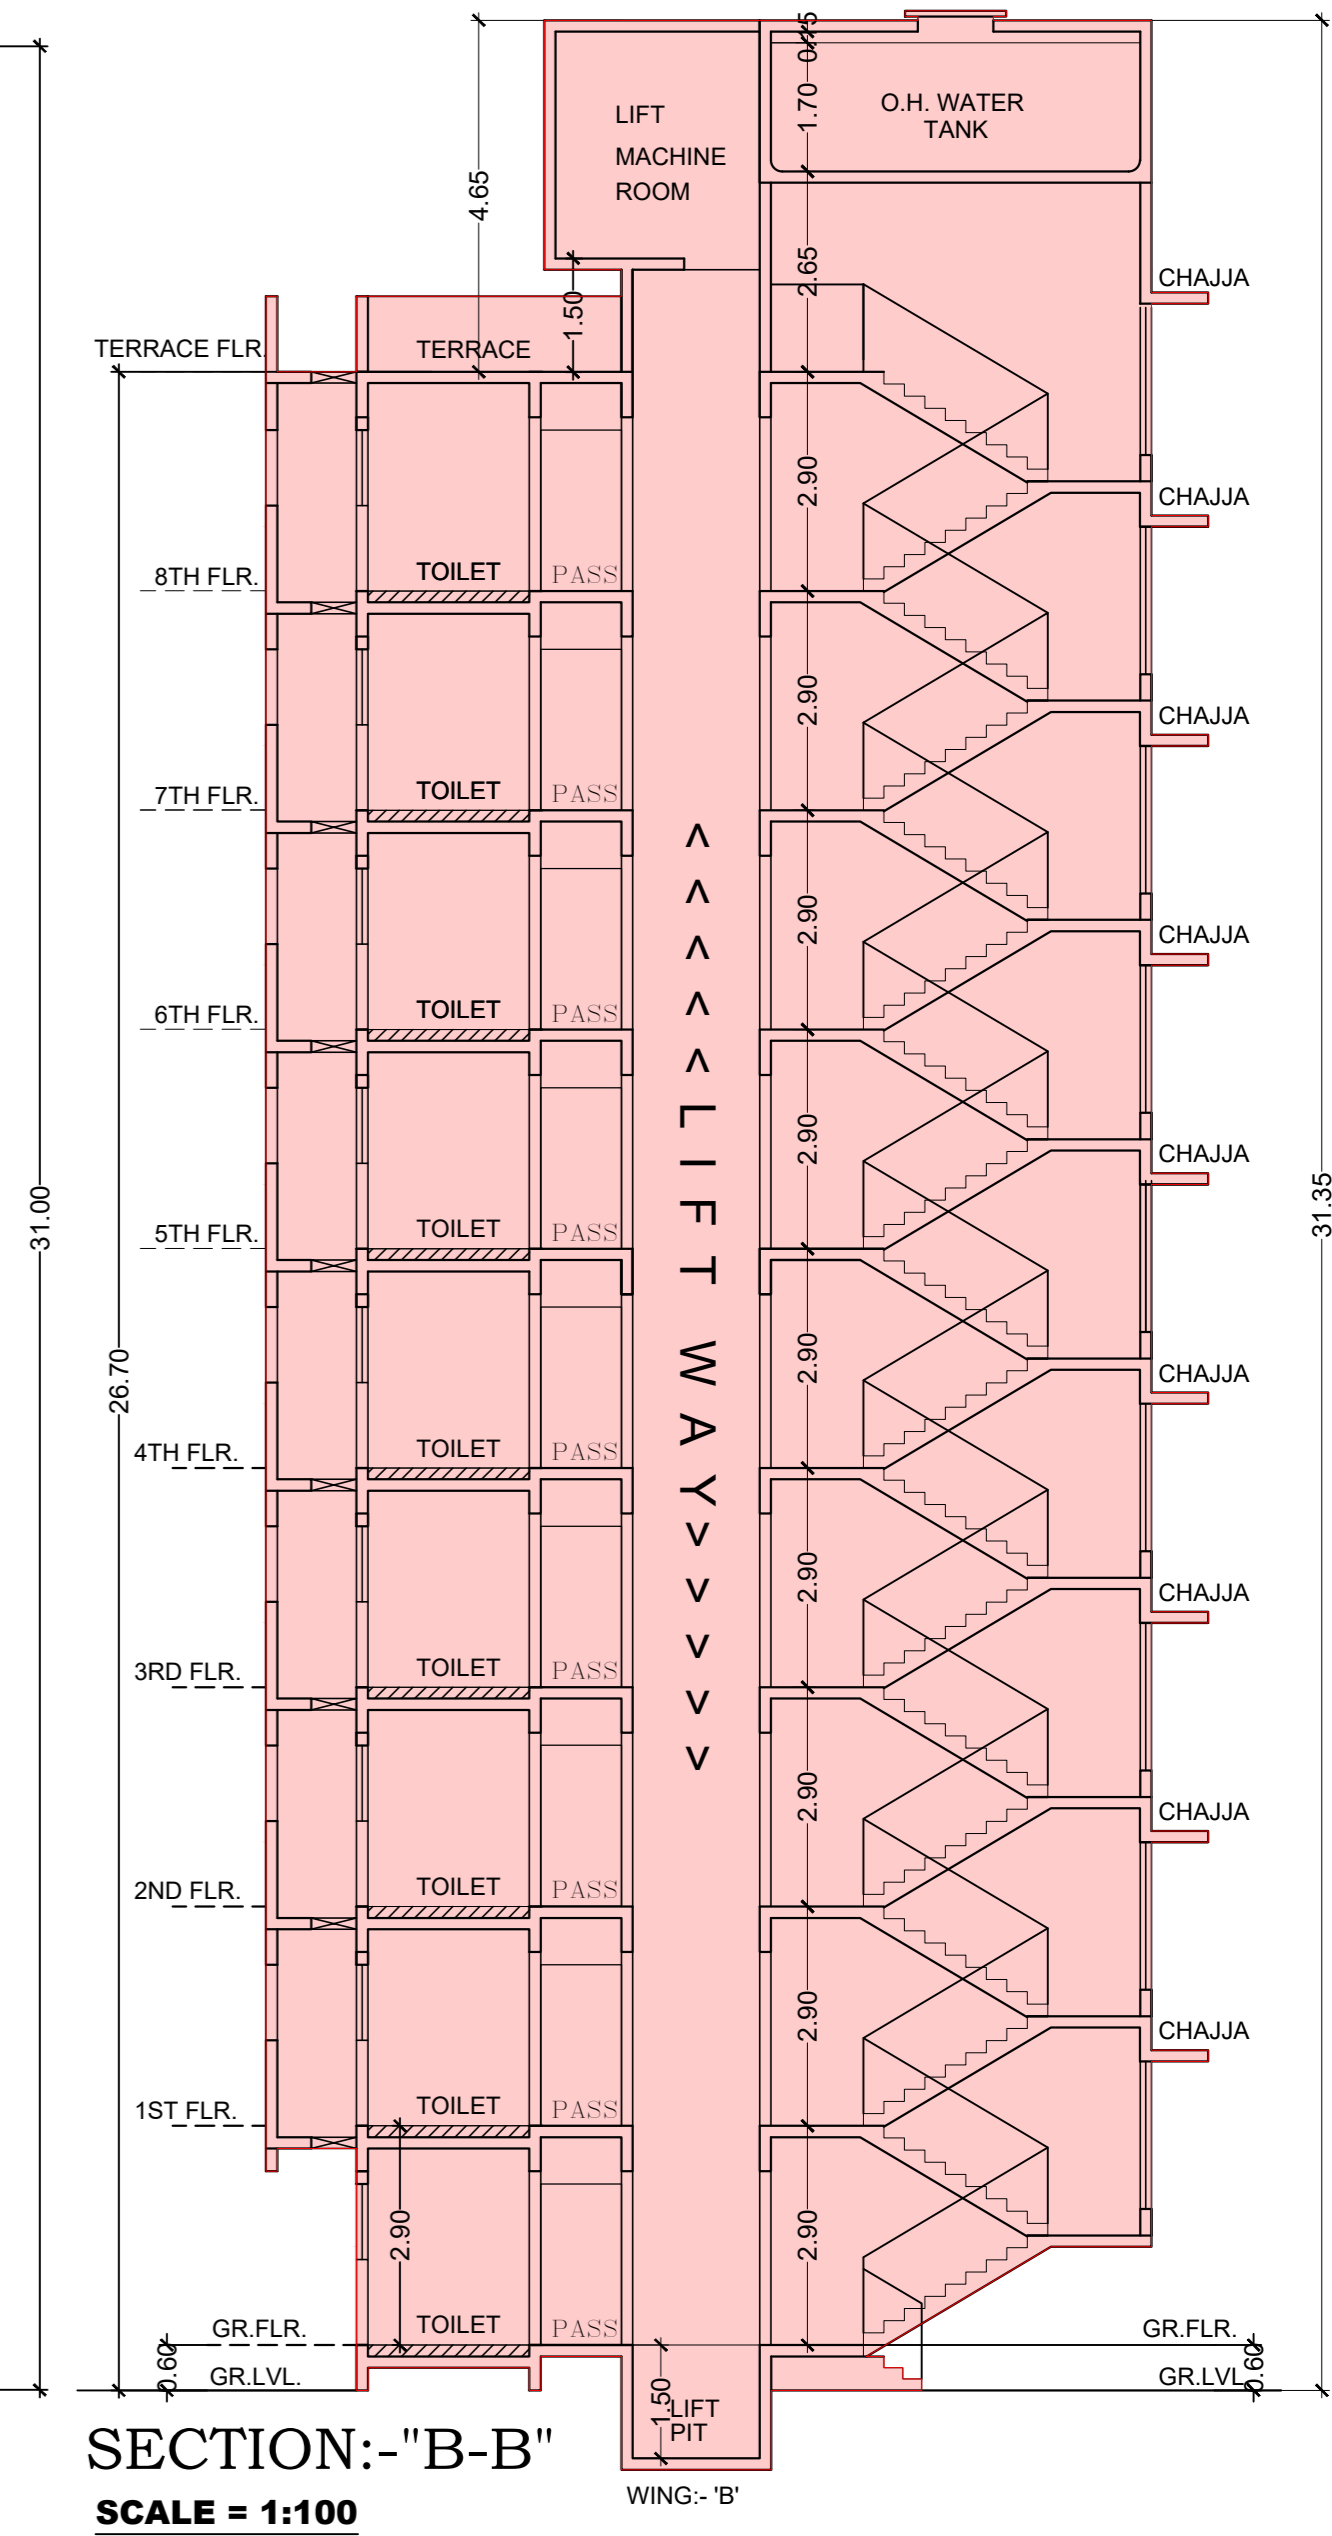 0.15
O.H. WATER
TANK
1.70
LIFT
MACHINE
ROOM
4.65
2.65
CHAJJA
1.50
TERRACE FLR.
TERRACE
2.90
CHAJJA
8TH FLR.
TOILET
PASS
2.90
CHAJJA
7TH FLR.
TOILET
PASS
2.90
CHAJJA
6TH FLR.
TOILET
PASS
2.90
CHAJJA
31.00
31.35
5TH FLR.
TOILET
PASS
26.70
2.90
CHAJJA
4TH FLR.
TOILET
PASS
<<<<<LIFT WAY>>>>>
2.90
CHAJJA
3RD FLR.
TOILET
PASS
2.90
CHAJJA
2ND FLR.
TOILET
PASS
2.90
CHAJJA
1ST FLR.
TOILET
PASS
2.90
2.90
GR.FLR.
TOILET
PASS
GR.FLR.
0.60
GR.LVL.
GR.LVL.
0.60
1.50
LIFT
PIT
SECTION:-"B-B"
WING:- 'B'
SCALE = 1:100